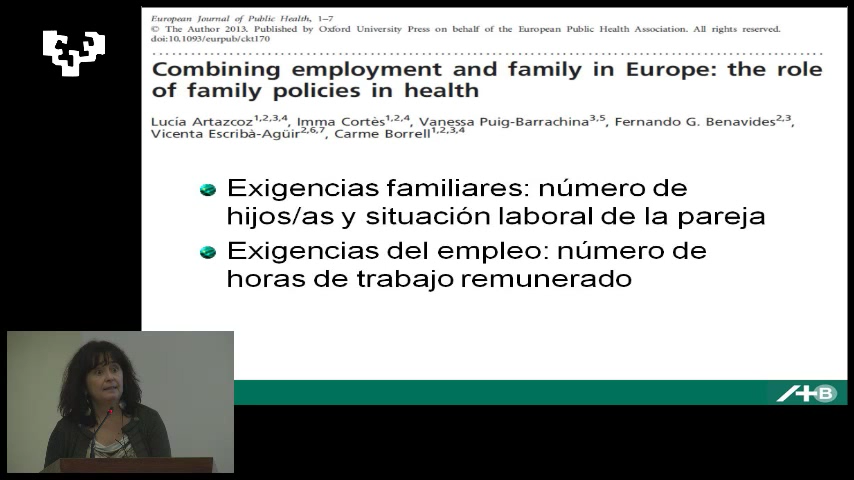 European Journal of Public Health, 1–7
© The Author 2013. Published by Oxford University Press on behalf of the European Public Health Association. All rights reserved.
doi:10.1093/eurpub/ckt170
Combining employment and family in Europe: the role
of family policies in health
Lucía Artazcoz1,2,3,4, Imma Cortès1,2,4, Vanessa Puig-Barrachina3,5, Fernando G. Benavides2,3,
Vicenta Escribà-Agüir2,6,7, Carme Borrell1,2,3,4
Exigencias familiares: número de
hijos/as y situación laboral de la pareja
Exigencias del empleo: número de
horas de trabajo remunerado
B